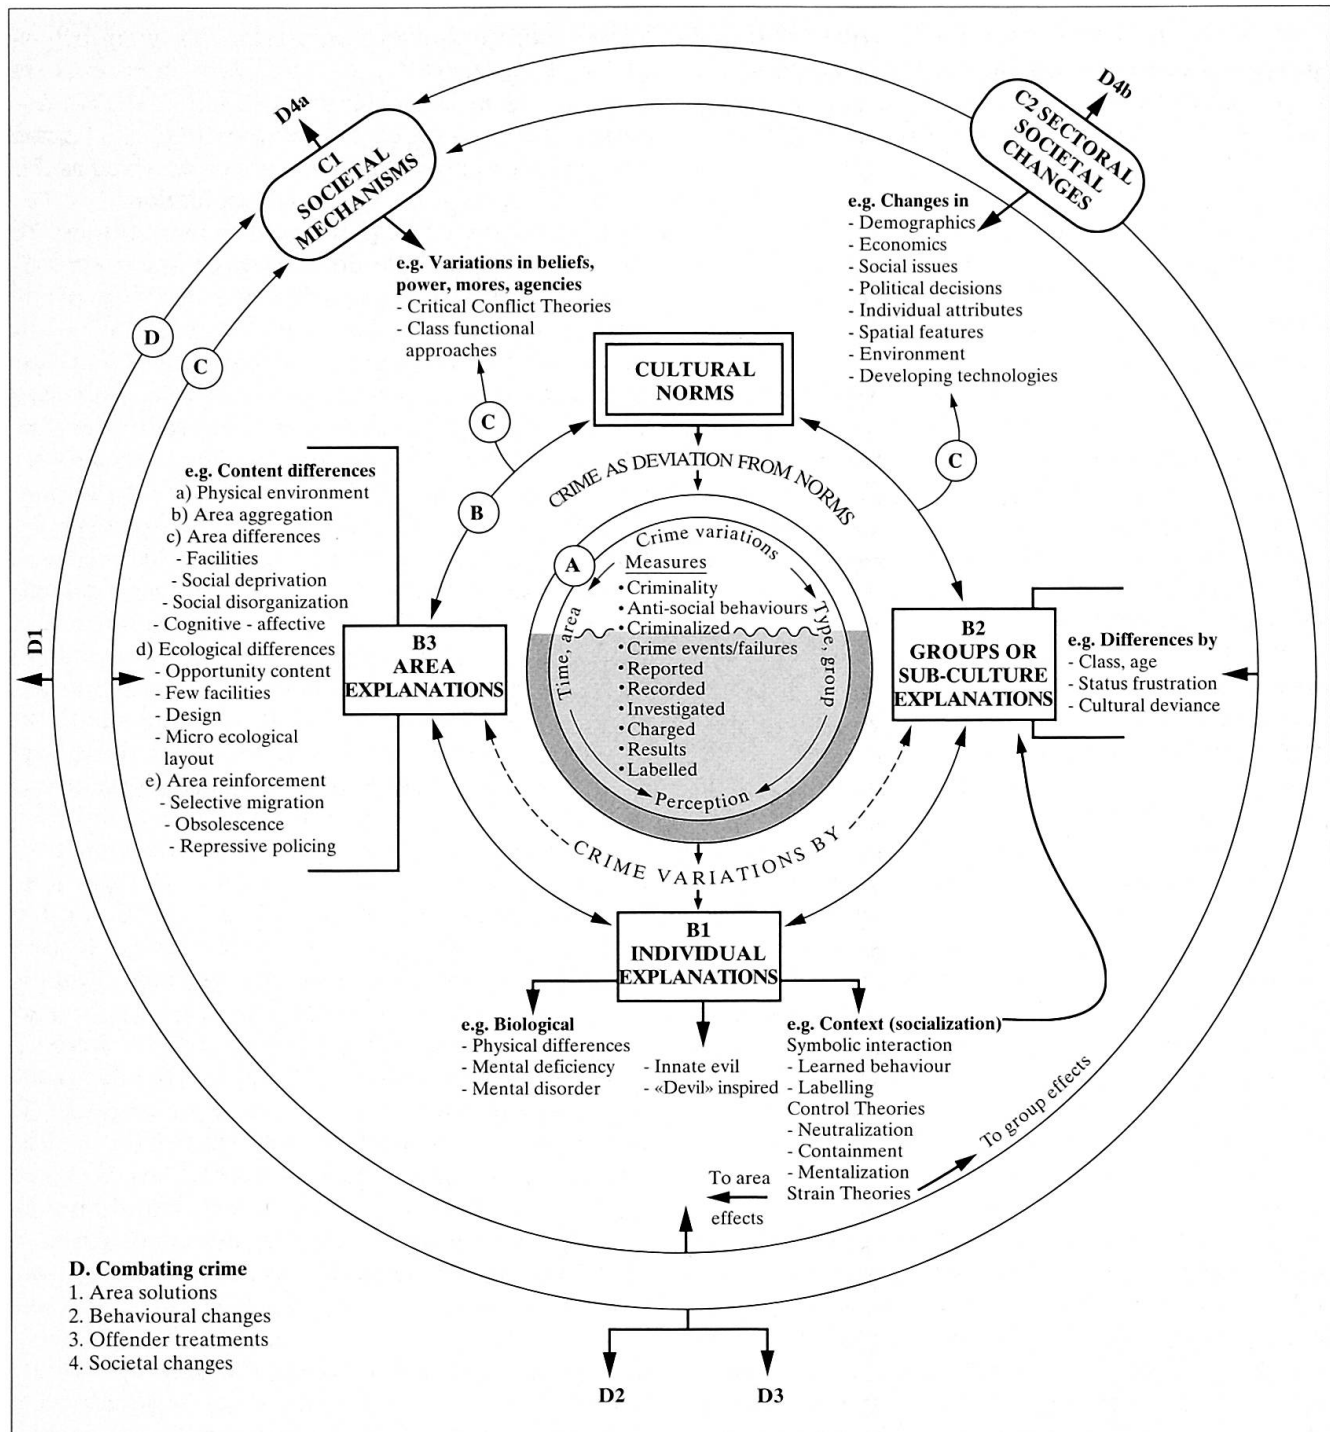 D4a
C1
SOCIETAL
MECHANISMS
D4b
C2 SECTORAL
SOCIETAL
CHANGES
e.g. Variations in beliefs,
power, mores, agencies
- Critical Conflict Theories
- Class functional
approaches
e.g. Changes in
- Demographics
- Economics
- Social issues
- Political decisions
- Individual attributes
- Spatial features
- Environment
- Developing technologies
D
C
C
B
C
CULTURAL
NORMS
CRIME AS DEVIATION FROM NORMS
A
Crime variations
Time, area
Type, group
Perception
Measures
•Criminality
•Anti-social behaviours
•Criminalized
•Crime events/failures
•Reported
•Recorded
•Investigated
•Charged
•Results
•Labelled
e.g. Content differences
a) Physical environment
b) Area aggregation
c) Area differences
- Facilities
- Social deprivation
- Social disorganization
- Cognitive - affective
d) Ecological differences
- Opportunity content
- Few facilities
- Design
- Micro ecological
layout
e) Area reinforcement
- Selective migration
- Obsolescence
- Repressive policing
D1
B3
AREA
EXPLANATIONS
B2
GROUPS OR
SUB-CULTURE
EXPLANATIONS
e.g. Differences by
- Class, age
- Status frustration
- Cultural deviance
CRIME VARIATIONS BY
B1
INDIVIDUAL
EXPLANATIONS
e.g. Biological
- Physical differences
- Mental deficiency
- Mental disorder
- Innate evil
- «Devil» inspired
e.g. Context (socialization)
Symbolic interaction
- Learned behaviour
- Labelling
Control Theories
- Neutralization
- Containment
- Mentalization
Strain Theories
To area
effects
To group effects
D. Combating crime
1. Area solutions
2. Behavioural changes
3. Offender treatments
4. Societal changes
D2
D3